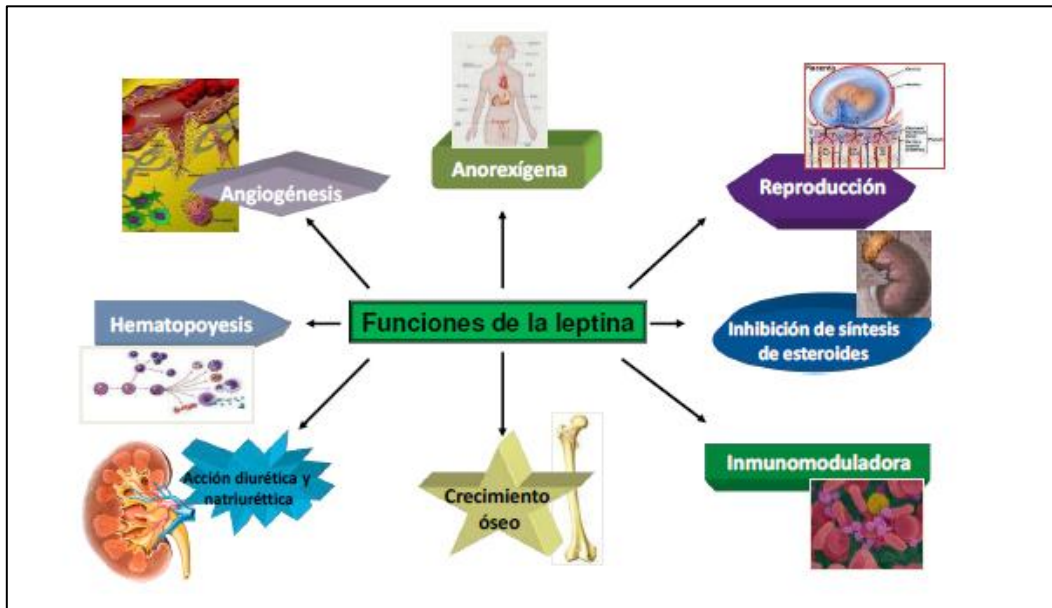 Placenta
Anorexígena
Angiogénesis
Reproducción
Hematopoyesis
Funciones de la leptina
Inhibición de síntesis
de esteroides
Acción diurética y
natriuréttica
Crecimiento
óseo
Inmunomoduladora